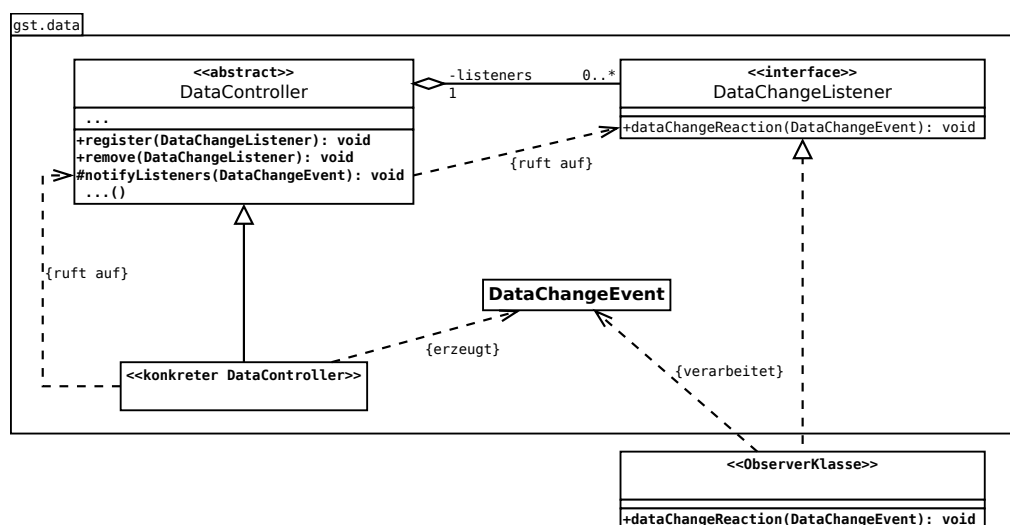 gst.data
<<abstract>>
DataController
...
+register(DataChangeListener): void
+remove(DataChangeListener): void
#notifyListeners(DataChangeEvent): void
...()
-listeners
0..*
1
<<interface>>
DataChangeListener
+dataChangeReaction(DataChangeEvent): void
{ruft auf}
{ruft auf}
DataChangeEvent
{erzeugt}
{verarbeitet}
<<konkreter DataController>>
<<ObserverKlasse>>
+dataChangeReaction(DataChangeEvent): void